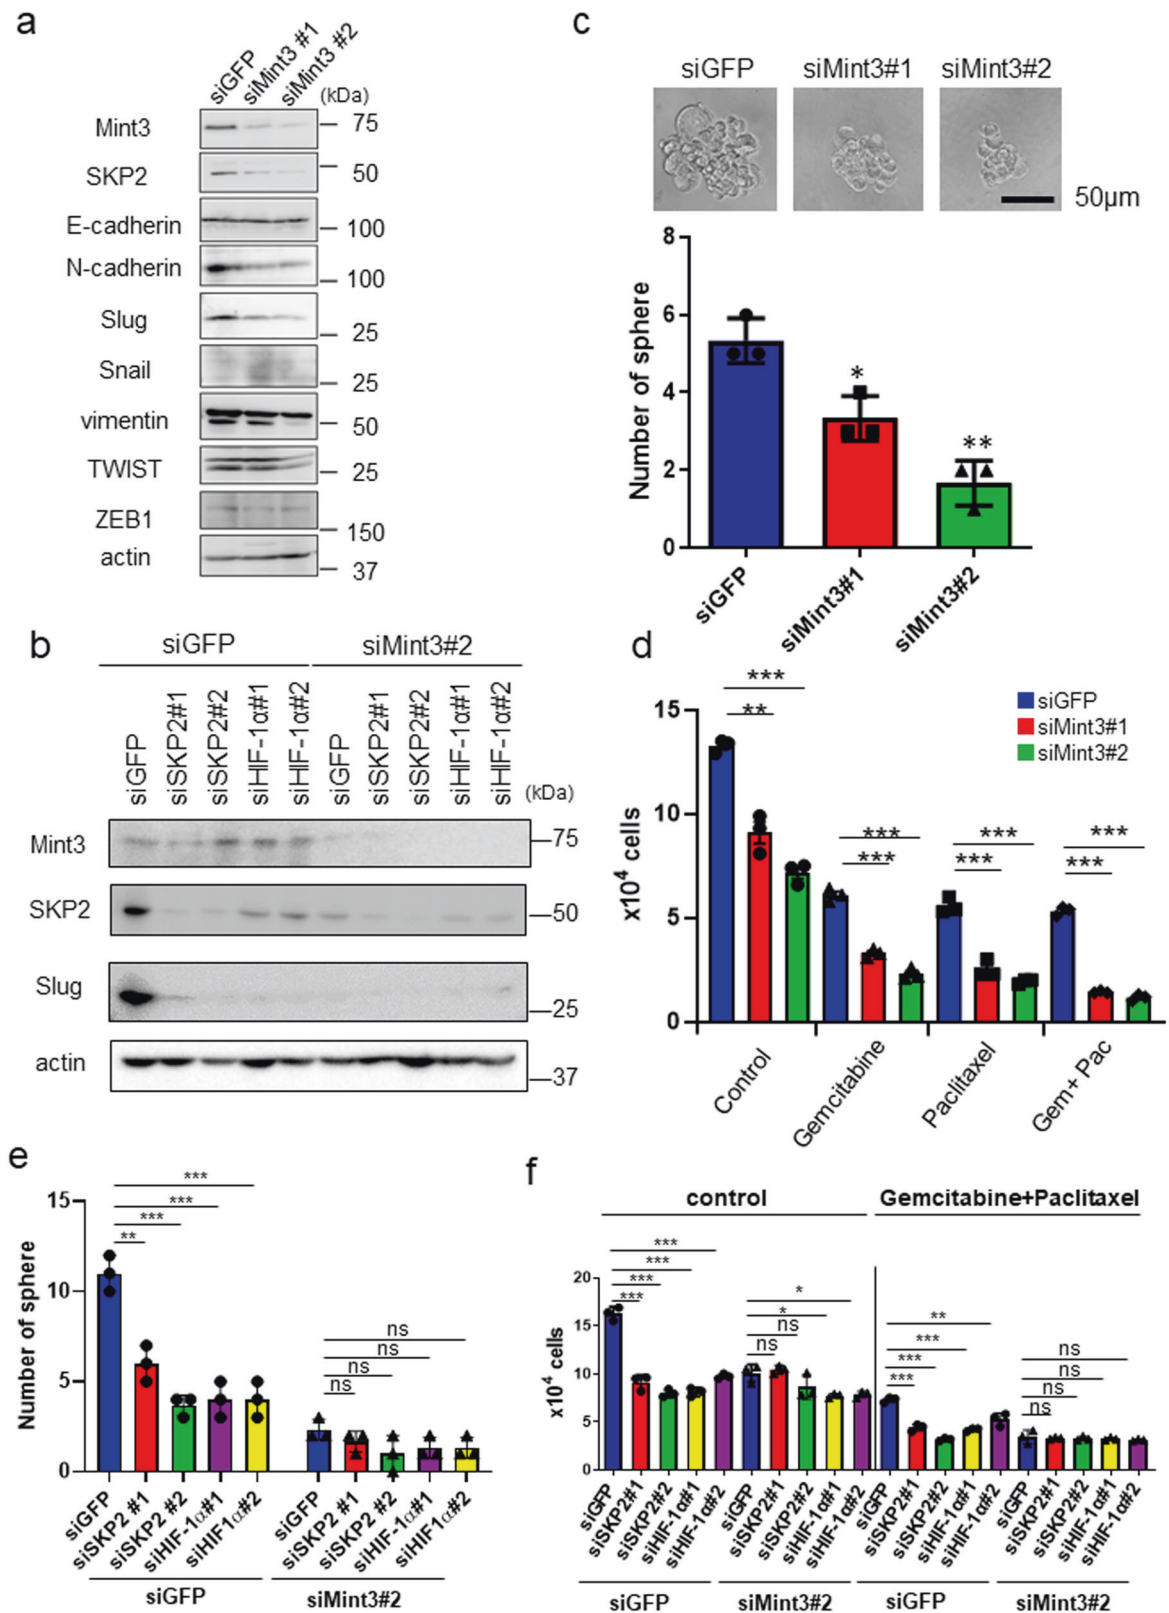 a
siGFP
siMint3 #1
siMint3 #2
(kDa)
Mint3
75
SKP2
50
E-cadherin
100
N-cadherin
100
Slug
25
Snail
25
vimentin
50
TWIST
25
ZEB1
150
actin
37
c
siGFP siMint3#1 siMint3#2
50µm
Number of sphere
8
6
4
2
0
*
**
siGFP
siMint3#1
siMint3#2
b
siGFP siMint3#2
siGFP
siSKP2#1
siSKP2#2
siHIF-1α#1
siHIF-1α#2
siGFP
siSKP2#1
siSKP2#2
siHIF-1α#1
siHIF-1α#2
(kDa)
Mint3
75
SKP2
50
Slug
25
actin
37
d
siGFP
siMint3#1
siMint3#2
x10⁴ cells
15
10
5
0
***
**
***
***
***
***
***
***
Control
Gemcitabine
Paclitaxel
Gem+ Pac
e
Number of sphere
15
10
5
0
***
***
***
**
ns
ns
ns
ns
siGFP
siSKP2 #1
siSKP2 #2
siHIF-1α#1
siHIF1α#2
siGFP
siSKP2 #1
siSKP2 #2
siHIF-1α#1
siHIF1α#2
siGFP siMint3#2
f
control Gemcitabine+Paclitaxel
x10⁴ cells
20
15
10
5
0
***
***
***
***
*
*
ns
ns
**
***
***
***
ns
ns
ns
ns
siGFP
siSKP2#1
siSKP2#2
siHIF-1α#1
siHIF-1α#2
siGFP
siSKP2#1
siSKP2#2
siHIF-1α#1
siHIF-1α#2
siGFP
siSKP2#1
siSKP2#2
siHIF-1α#1
siHIF-1α#2
siGFP
siSKP2#1
siSKP2#2
siHIF-1α#1
siHIF-1α#2
siGFP siMint3#2 siGFP siMint3#2